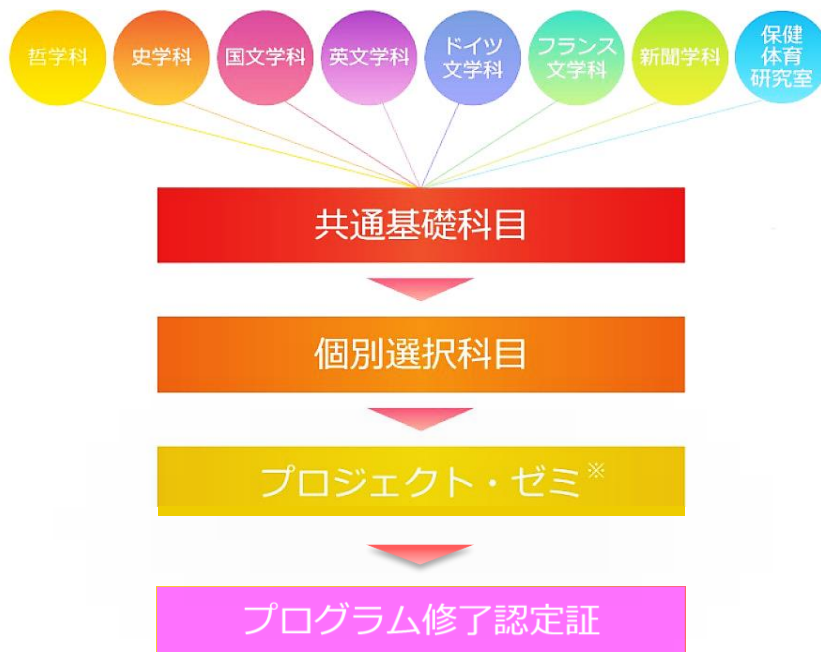 哲学科
史学科
国文学科
英文学科
ドイツ
文学科
フランス
文学科
新聞学科
保健
体育
研究室
共通基礎科目
個別選択科目
プロジェクト・ゼミ※
プログラム修了認定証